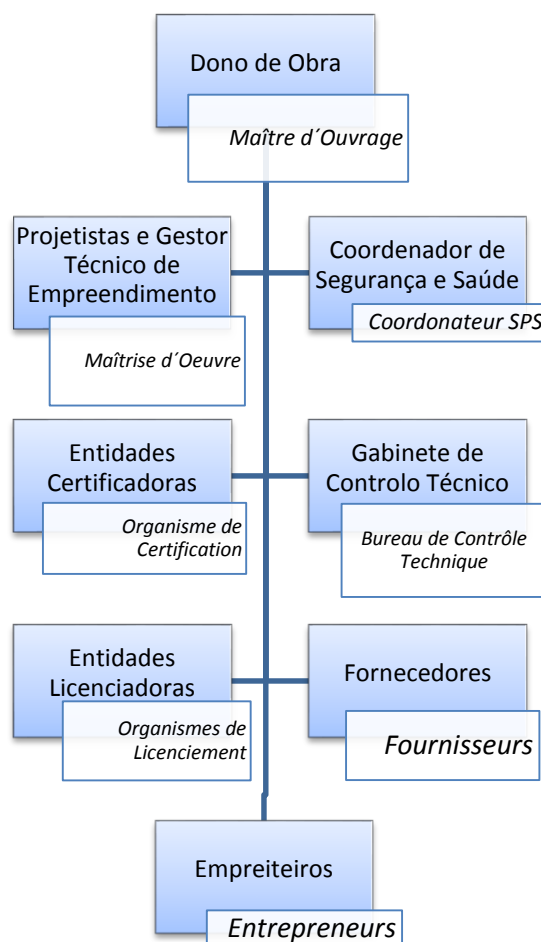 Dono de Obra
Maître d´Ouvrage
Projetistas e Gestor
Técnico de
Empreendimento
Maîtrise d´Oeuvre
Coordenador de
Segurança e Saúde
Coordonateur SPS
Entidades
Certificadoras
Organisme de
Certification
Gabinete de
Controlo Técnico
Bureau de Contrôle
Technique
Entidades
Licenciadoras
Organismes de
Licenciement
Fornecedores
Fournisseurs
Empreiteiros
Entrepreneurs